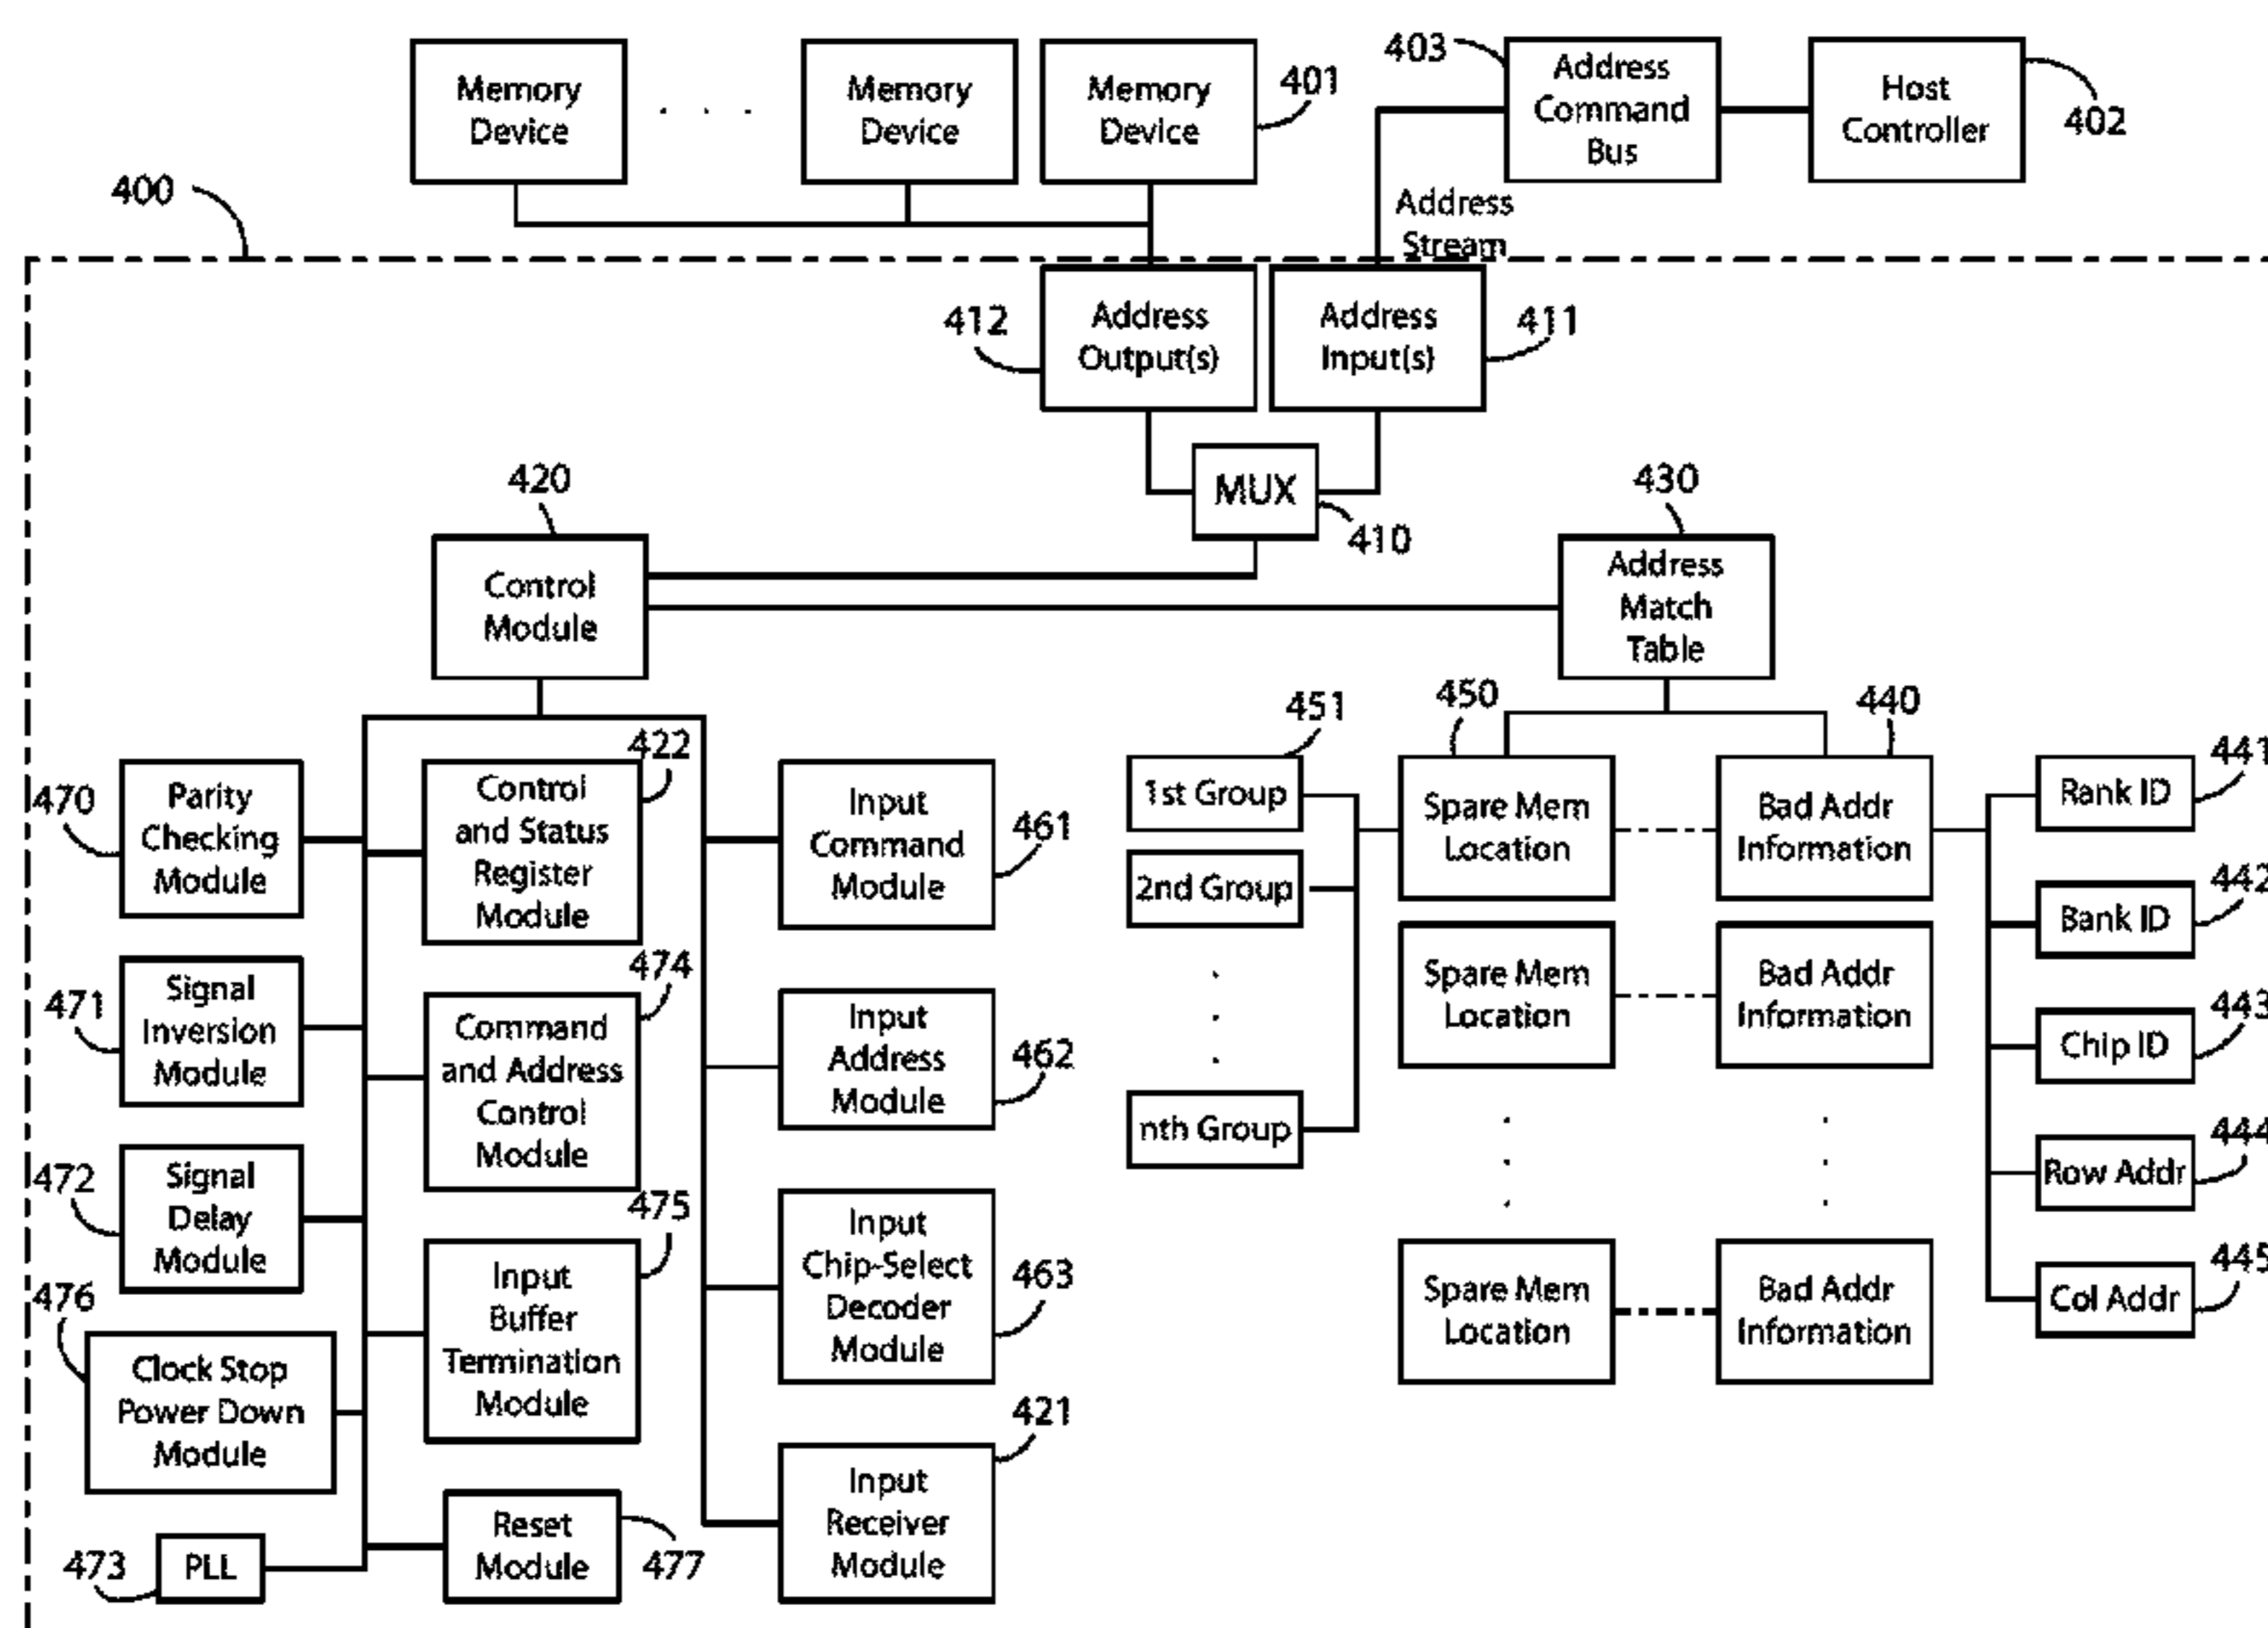 Memory
Device
. . .
Memory
Device
Memory
Device
401
403
Address
Command
Bus
Host
Controller
402
400
Address
Stream
412
Address
Output(s)
Address
Input(s)
411
MUX
410
420
Control
Module
430
Address
Match
Table
470
Parity
Checking
Module
422
Control
and Status
Register
Module
Input
Command
Module
461
471
Signal
Inversion
Module
474
Command
and Address
Control
Module
Input
Address
Module
462
472
Signal
Delay
Module
475
Input
Buffer
Termination
Module
Input
Chip-Select
Decoder
Module
463
476
Clock Stop
Power Down
Module
421
Input
Receiver
Module
473
PLL
Reset
Module
477
451
1st Group
2nd Group
.
.
.
nth Group
450
Spare Mem
Location
Spare Mem
Location
.
.
.
Spare Mem
Location
440
Bad Addr
Information
Bad Addr
Information
.
.
.
Bad Addr
Information
Rank ID
441
Bank ID
442
Chip ID
443
Row Addr
444
Col Addr
445